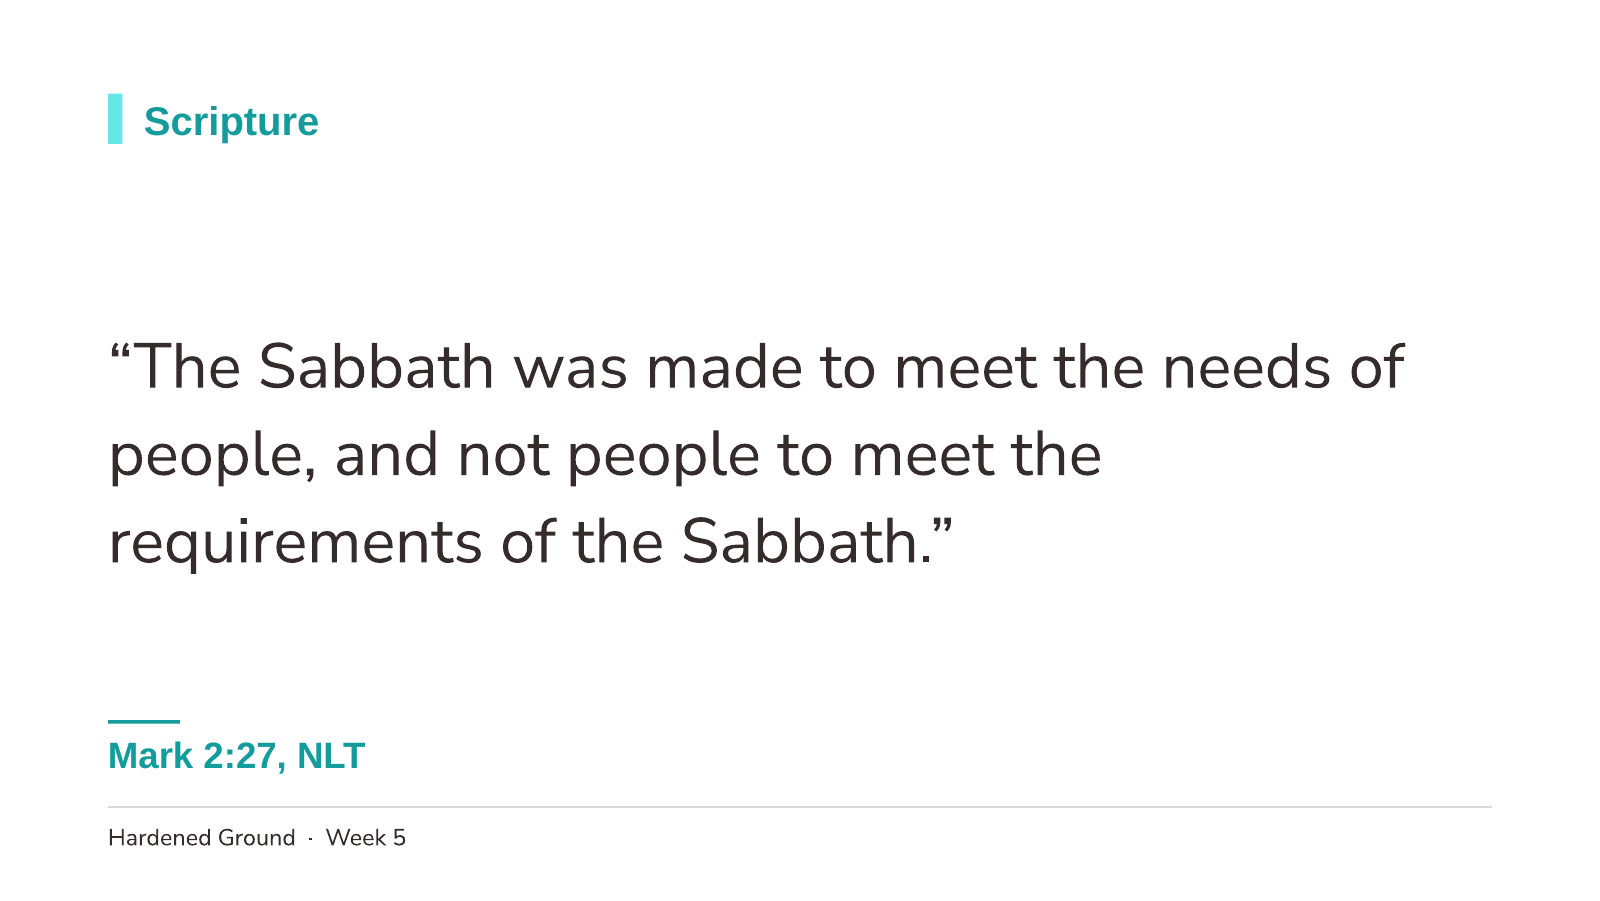 Scripture
“The Sabbath was made to meet the needs of
people, and not people to meet the
requirements of the Sabbath.”
Mark 2:27, NLT
Hardened Ground · Week 5